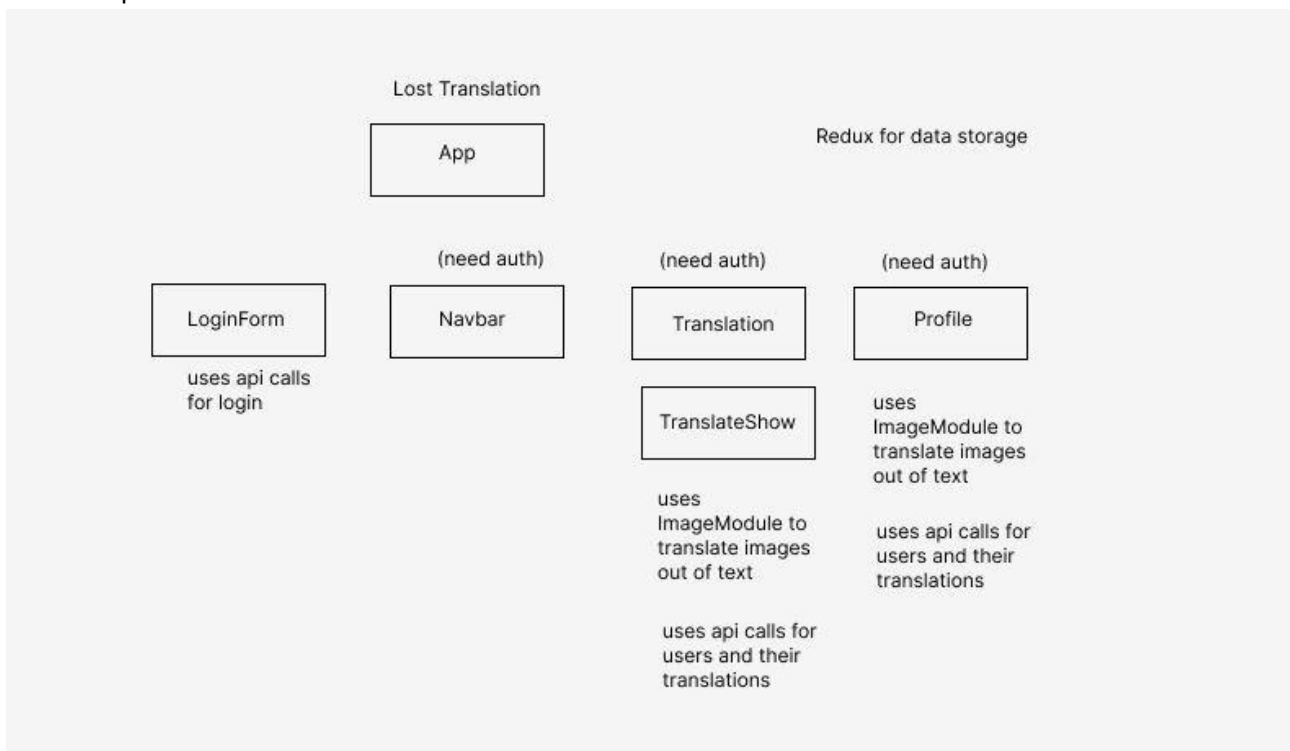 Lost Translation
App
Redux for data storage
(need auth)
(need auth)
(need auth)
LoginForm
Navbar
Translation
Profile
uses api calls
for login
TranslateShow
uses
ImageModule to
translate images
out of text
uses
ImageModule to
translate images
out of text
uses api calls for
users and their
translations
uses api calls for
users and their
translations